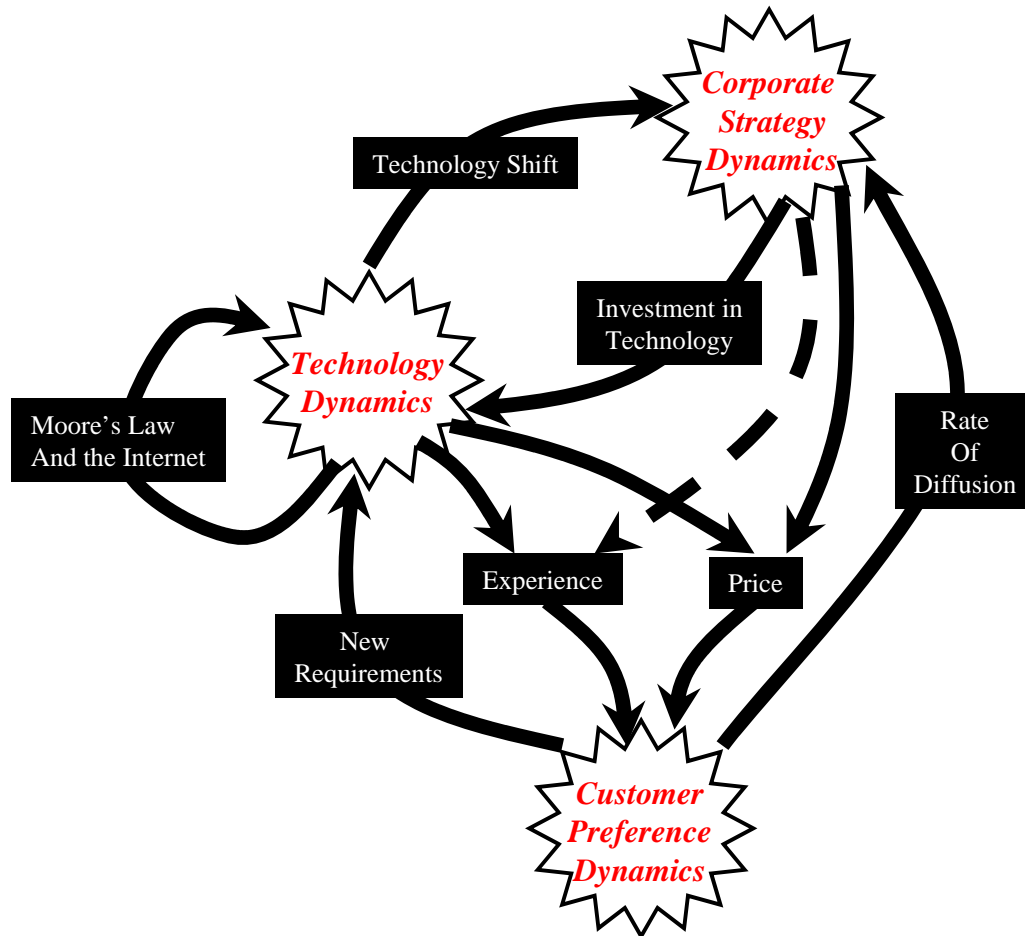 Corporate
Strategy
Dynamics
Technology Shift
Investment in
Technology
Technology
Dynamics
Moore’s Law
And the Internet
Rate
Of
Diffusion
Experience
Price
New
Requirements
Customer
Preference
Dynamics